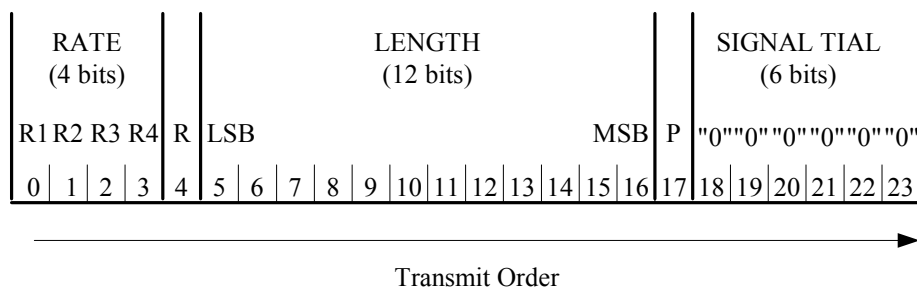 RATE LENGTH SIGNAL TIAL
(4 bits) (12 bits) (6 bits)
R1 R2 R3 R4 R LSB MSB P "0" "0" "0" "0" "0" "0"
0 1 2 3 4 5 6 7 8 9 10 11 12 13 14 15 16 17 18 19 20 21 22 23
Transmit Order